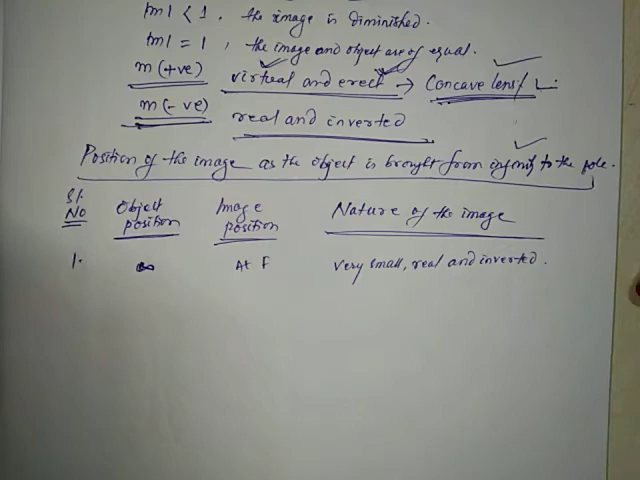 |m| < 1, the image is diminished.
|m| = 1, the image and object are of equal.
m(+ve) virtual and erect → Concave lens/
m(-ve) real and inverted
Position of the image as the object is brought from infinity to the pole.
Sl. No Object position Image position Nature of the image
1. ∞ At F Very small, real and inverted.